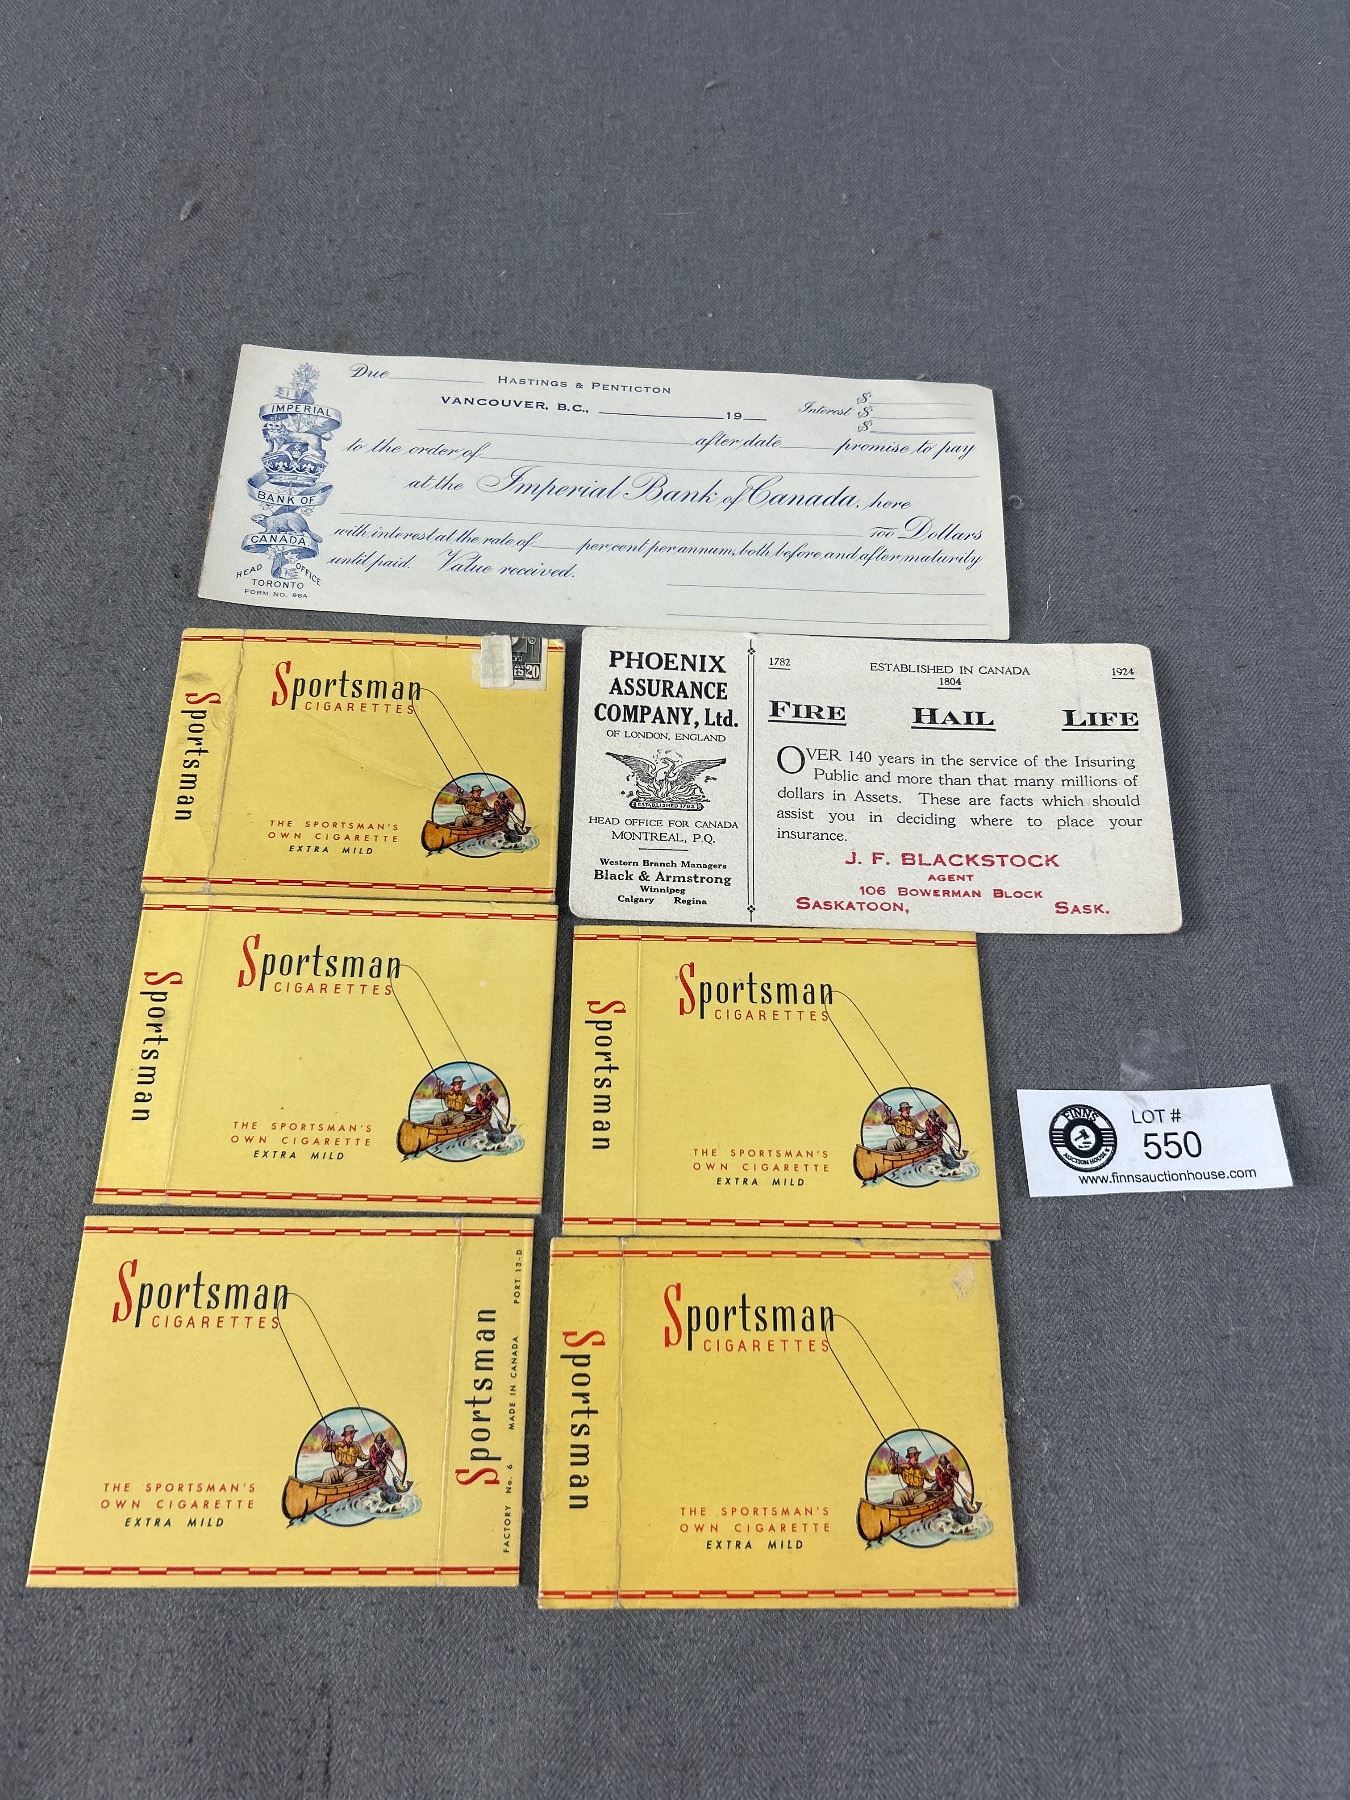 Due
HASTINGS & PENTICTON
VANCOUVER, B.C., 19
Interest $
$
$
after date promise to pay
to the order of
at the Imperial Bank of Canada, here
100 Dollars
with interest at the rate of per cent per annum, both before and after maturity
until paid. Value received.
IMPERIAL
BANK OF
CANADA
HEAD OFFICE
TORONTO
FORM NO. 96A
Sportsman
Sportsman
CIGARETTES
20
THE SPORTSMAN'S
OWN CIGARETTE
EXTRA MILD
PHOENIX
ASSURANCE
COMPANY, Ltd.
OF LONDON, ENGLAND
ESTABLISHED 1782
HEAD OFFICE FOR CANADA
MONTREAL, P.Q.
Western Branch Managers
Black & Armstrong
Winnipeg
Calgary Regina
1782 ESTABLISHED IN CANADA 1924
1804
FIRE HAIL LIFE
OVER 140 years in the service of the Insuring
Public and more than that many millions of
dollars in Assets. These are facts which should
assist you in deciding where to place your
insurance.
J. F. BLACKSTOCK
AGENT
106 BOWERMAN BLOCK
SASKATOON, SASK.
Sportsman
Sportsman
CIGARETTES
THE SPORTSMAN'S
OWN CIGARETTE
EXTRA MILD
Sportsman
Sportsman
CIGARETTES
THE SPORTSMAN'S
OWN CIGARETTE
EXTRA MILD
FINNS
AUCTION HOUSE
LOT #
550
www.finnsauctionhouse.com
Sportsman
CIGARETTES
THE SPORTSMAN'S
OWN CIGARETTE
EXTRA MILD
Sportsman
FACTORY No. 6 MADE IN CANADA PORT 13-D
Sportsman
Sportsman
CIGARETTES
THE SPORTSMAN'S
OWN CIGARETTE
EXTRA MILD